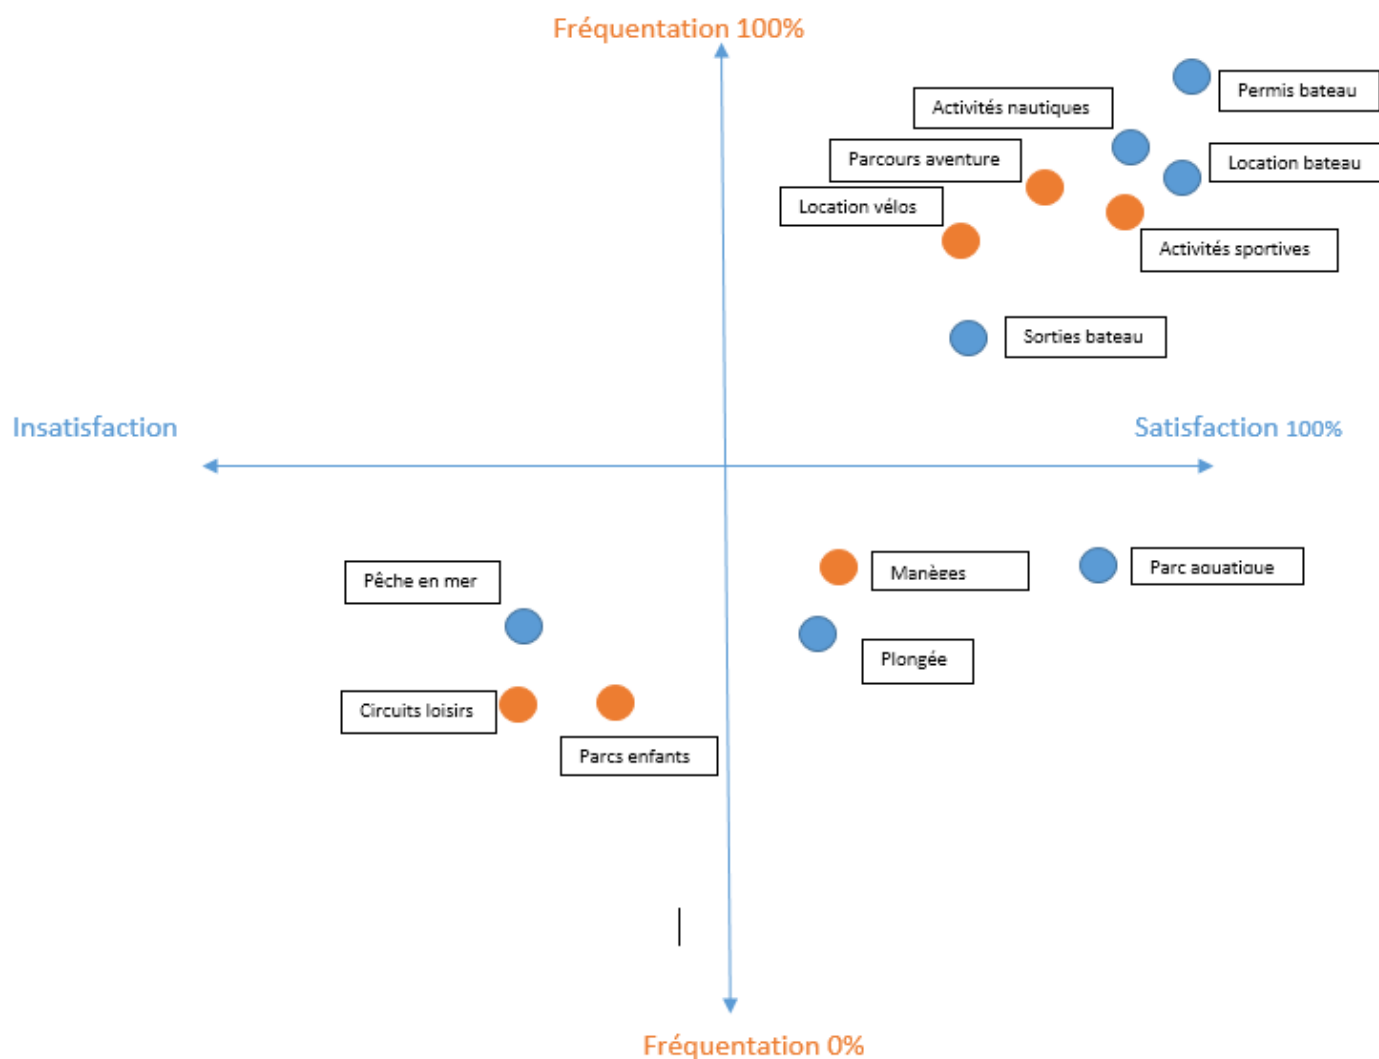 Fréquentation 100%
Permis bateau
Activités nautiques
Parcours aventure
Location bateau
Location vélos
Activités sportives
Sorties bateau
Insatisfaction
Satisfaction 100%
Pêche en mer
Manèges
Parc aquatique
Plongée
Circuits loisirs
Parcs enfants
Fréquentation 0%